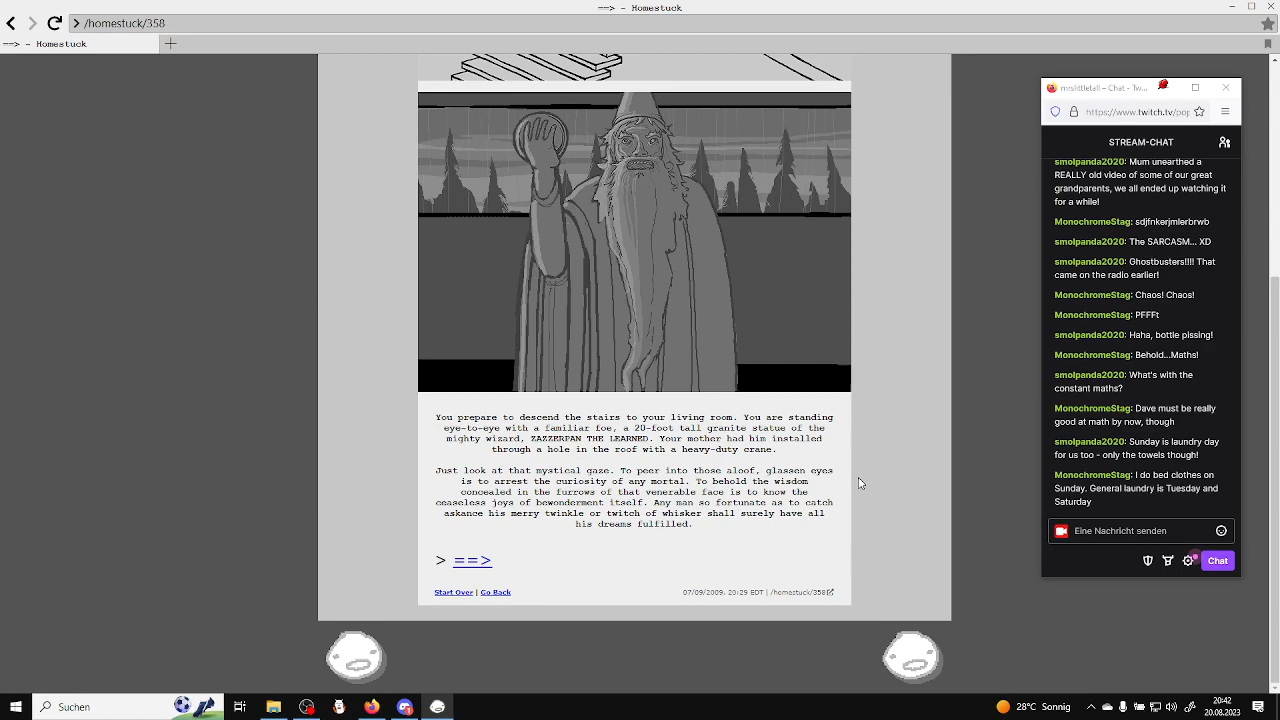 ==> - Homestuck
/homestuck/358
==> - Homestuck
You prepare to descend the stairs to your living room. You are standing
eye-to-eye with a familiar foe, a 20-foot tall granite statue of the
mighty wizard, ZAZZERPAN THE LEARNED. Your mother had him installed
through a hole in the roof with a heavy-duty crane.
Just look at that mystical gaze. To peer into those aloof, glassen eyes
is to arrest the curiosity of any mortal. To behold the wisdom
concealed in the furrows of that venerable face is to know the
ceaseless joys of bewonderment itself. Any man so fortunate as to catch
askance his merry twinkle or twitch of whisker shall surely have all
his dreams fulfilled.
> ==>
Start Over | Go Back
07/09/2009, 20:29 EDT | /homestuck/358
mrslittletall – Chat - Tw...
https://www.twitch.tv/pop
STREAM-CHAT
smolpanda2020: Mum unearthed a
REALLY old video of some of our great
grandparents, we all ended up watching it
for a while!
MonochromeStag: sdjfnkerjmlerbrwb
smolpanda2020: The SARCASM... XD
smolpanda2020: Ghostbusters!!!! That
came on the radio earlier!
MonochromeStag: Chaos! Chaos!
MonochromeStag: PFFFt
smolpanda2020: Haha, bottle pissing!
MonochromeStag: Behold...Maths!
smolpanda2020: What's with the
constant maths?
MonochromeStag: Dave must be really
good at math by now, though
smolpanda2020: Sunday is laundry day
for us too - only the towels though!
MonochromeStag: I do bed clothes on
Sunday. General laundry is Tuesday and
Saturday
Eine Nachricht senden
Chat
Suchen
28°C Sonnig
20:42
20.08.2023